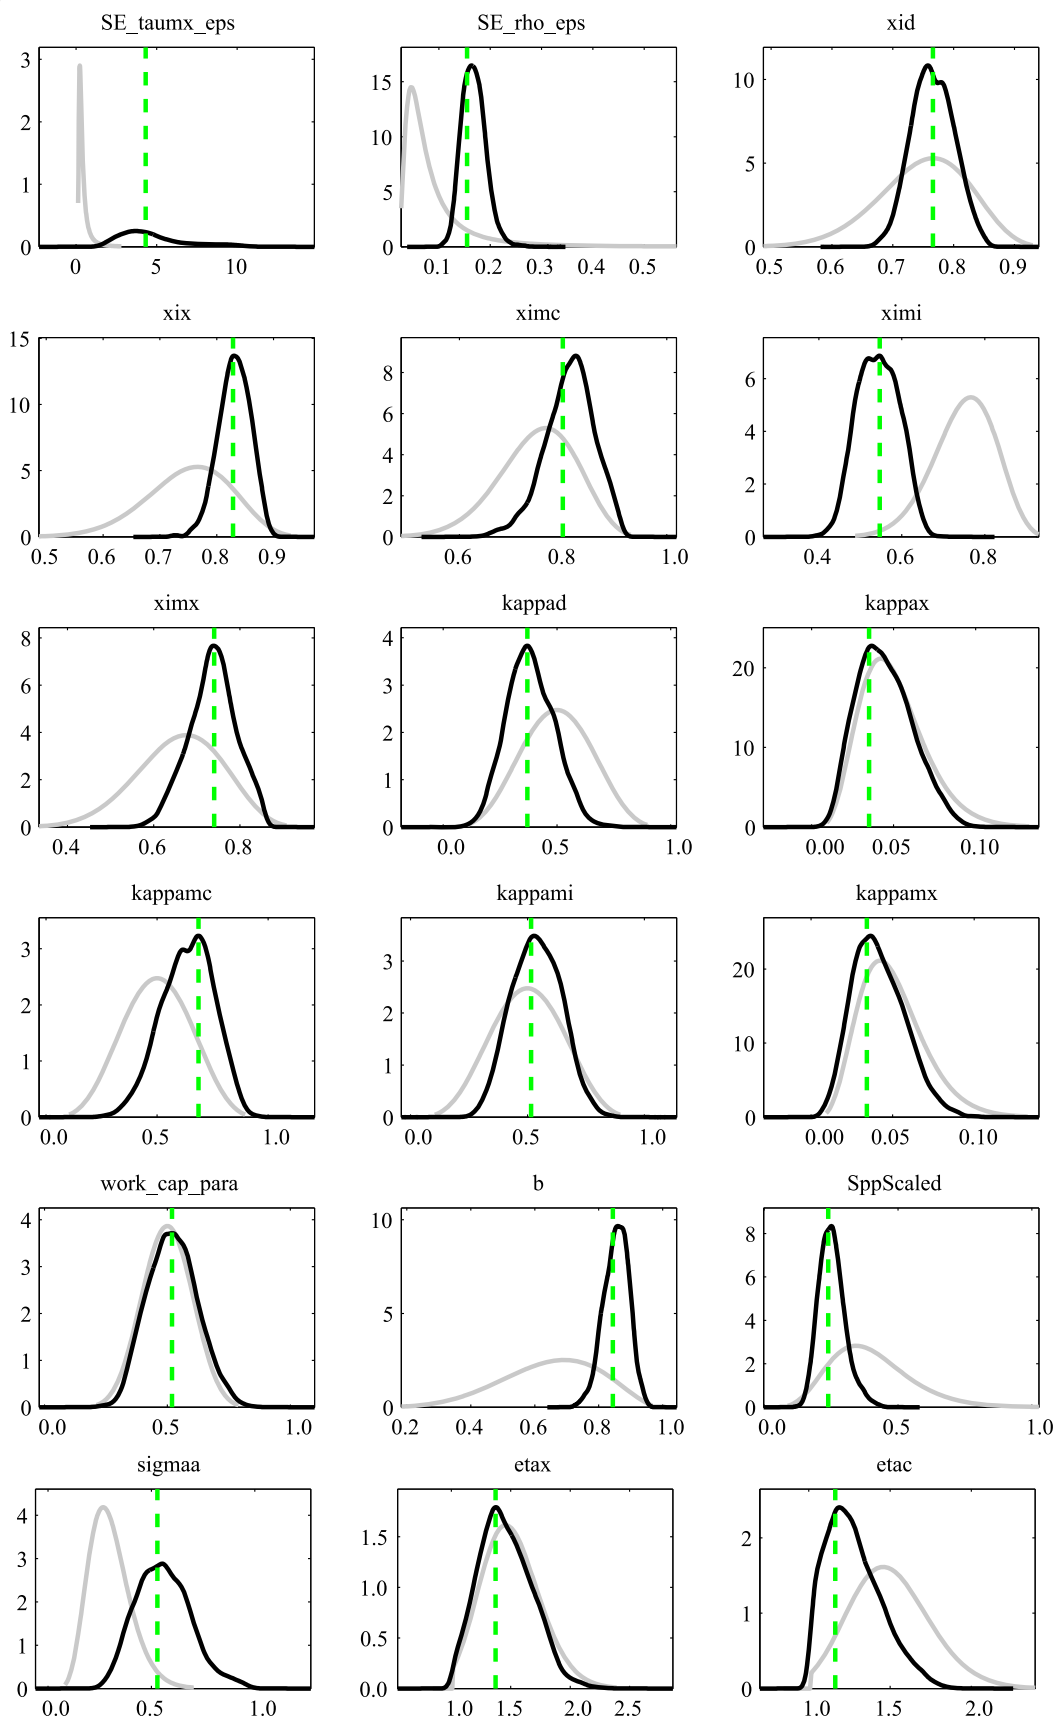 SE_taumx_eps SE_rho_eps xid
3 2 1 0
0 5 10
15 10 5 0
0.1 0.2 0.3 0.4 0.5
10 5 0
0.5 0.6 0.7 0.8 0.9
xix ximc ximi
15 10 5 0
0.5 0.6 0.7 0.8 0.9
8 6 4 2 0
0.6 0.8 1.0
6 4 2 0
0.4 0.6 0.8
ximx kappad kappax
8 6 4 2 0
0.4 0.6 0.8
4 3 2 1 0
0.0 0.5 1.0
20 10 0
0.00 0.05 0.10
kappamc kappami kappamx
3 2 1 0
0.0 0.5 1.0
3 2 1 0
0.0 0.5 1.0
20 10 0
0.00 0.05 0.10
work_cap_para b SppScaled
4 3 2 1 0
0.0 0.5 1.0
10 5 0
0.2 0.4 0.6 0.8 1.0
8 6 4 2 0
0.0 0.5 1.0
sigmaa etax etac
4 3 2 1 0
0.0 0.5 1.0
1.5 1.0 0.5 0.0
1.0 1.5 2.0 2.5
2 1 0
1.0 1.5 2.0